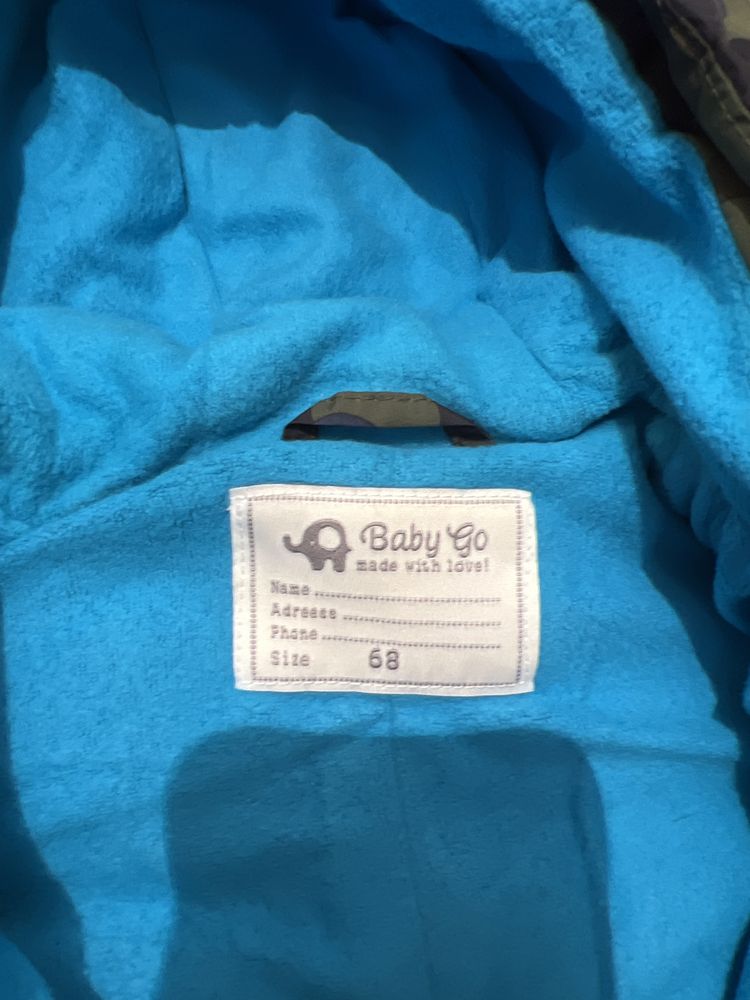 Baby Go
made with love!
Name
Adresse
Phone
Size 68